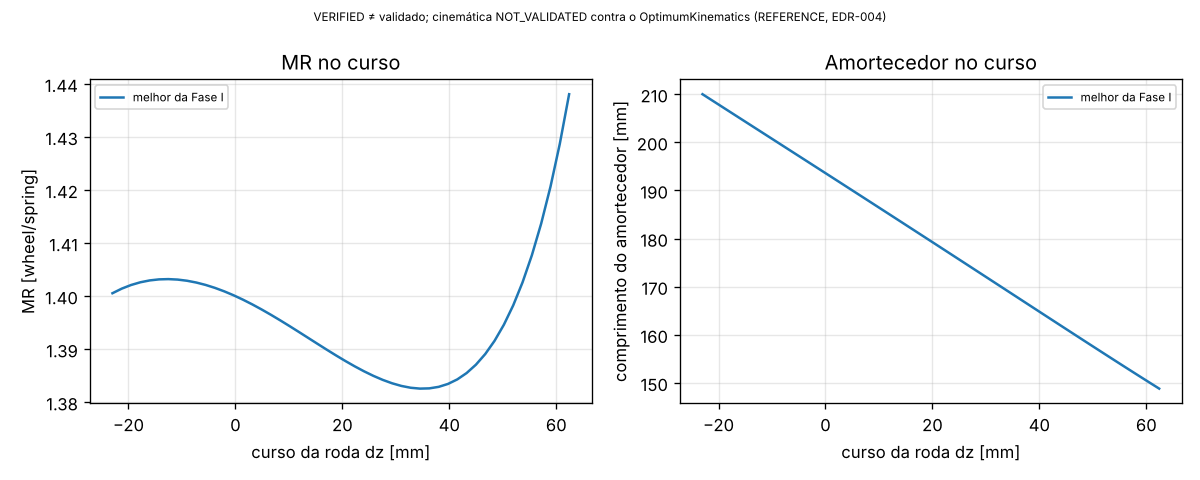 VERIFIED ≠ validado; cinemática NOT_VALIDATED contra o OptimumKinematics (REFERENCE, EDR-004)
MR no curso
melhor da Fase I
MR [wheel/spring]
1.44
1.43
1.42
1.41
1.40
1.39
1.38
−20
0
20
40
60
curso da roda dz [mm]
Amortecedor no curso
melhor da Fase I
comprimento do amortecedor [mm]
210
200
190
180
170
160
150
−20
0
20
40
60
curso da roda dz [mm]